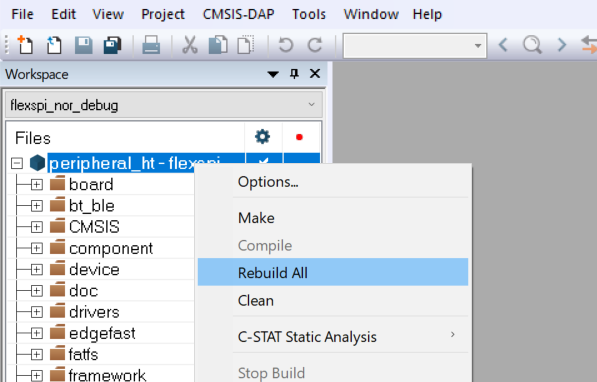 File Edit View Project CMSIS-DAP Tools Window Help
Workspace
flexspi_nor_debug
Files
peripheral_ht - flexspi
board
bt_ble
CMSIS
component
device
doc
drivers
edgefast
fatfs
framework
Options...
Make
Compile
Rebuild All
Clean
C-STAT Static Analysis
Stop Build